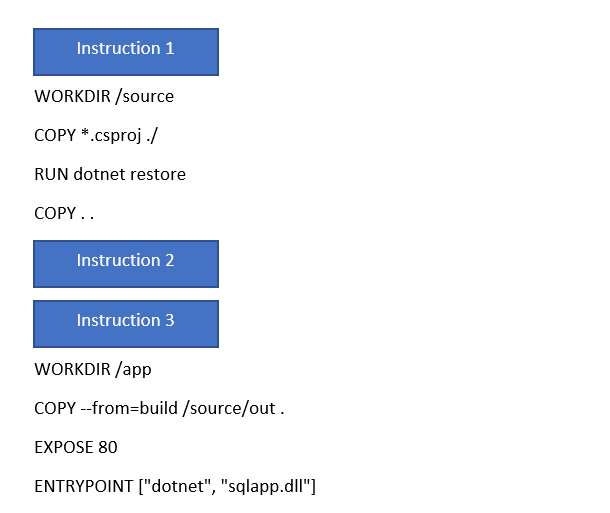 Instruction 1
WORKDIR /source
COPY *.csproj ./
RUN dotnet restore
COPY . .
Instruction 2
Instruction 3
WORKDIR /app
COPY --from=build /source/out .
EXPOSE 80
ENTRYPOINT ["dotnet", "sqlapp.dll"]